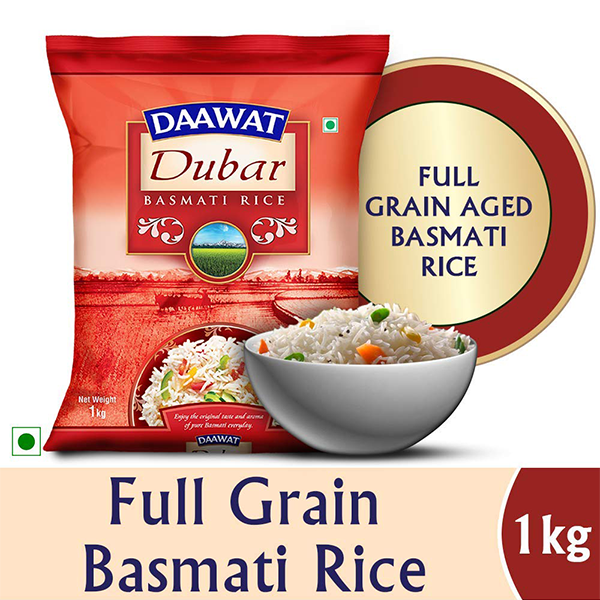 DAAWAT
Dubar
BASMATI RICE
Net Weight
1kg
Enjoy the original taste and aroma
of pure Basmati everyday.
DAAWAT
Dubar
FULL
GRAIN AGED
BASMATI
RICE
Full Grain
Basmati Rice
1kg